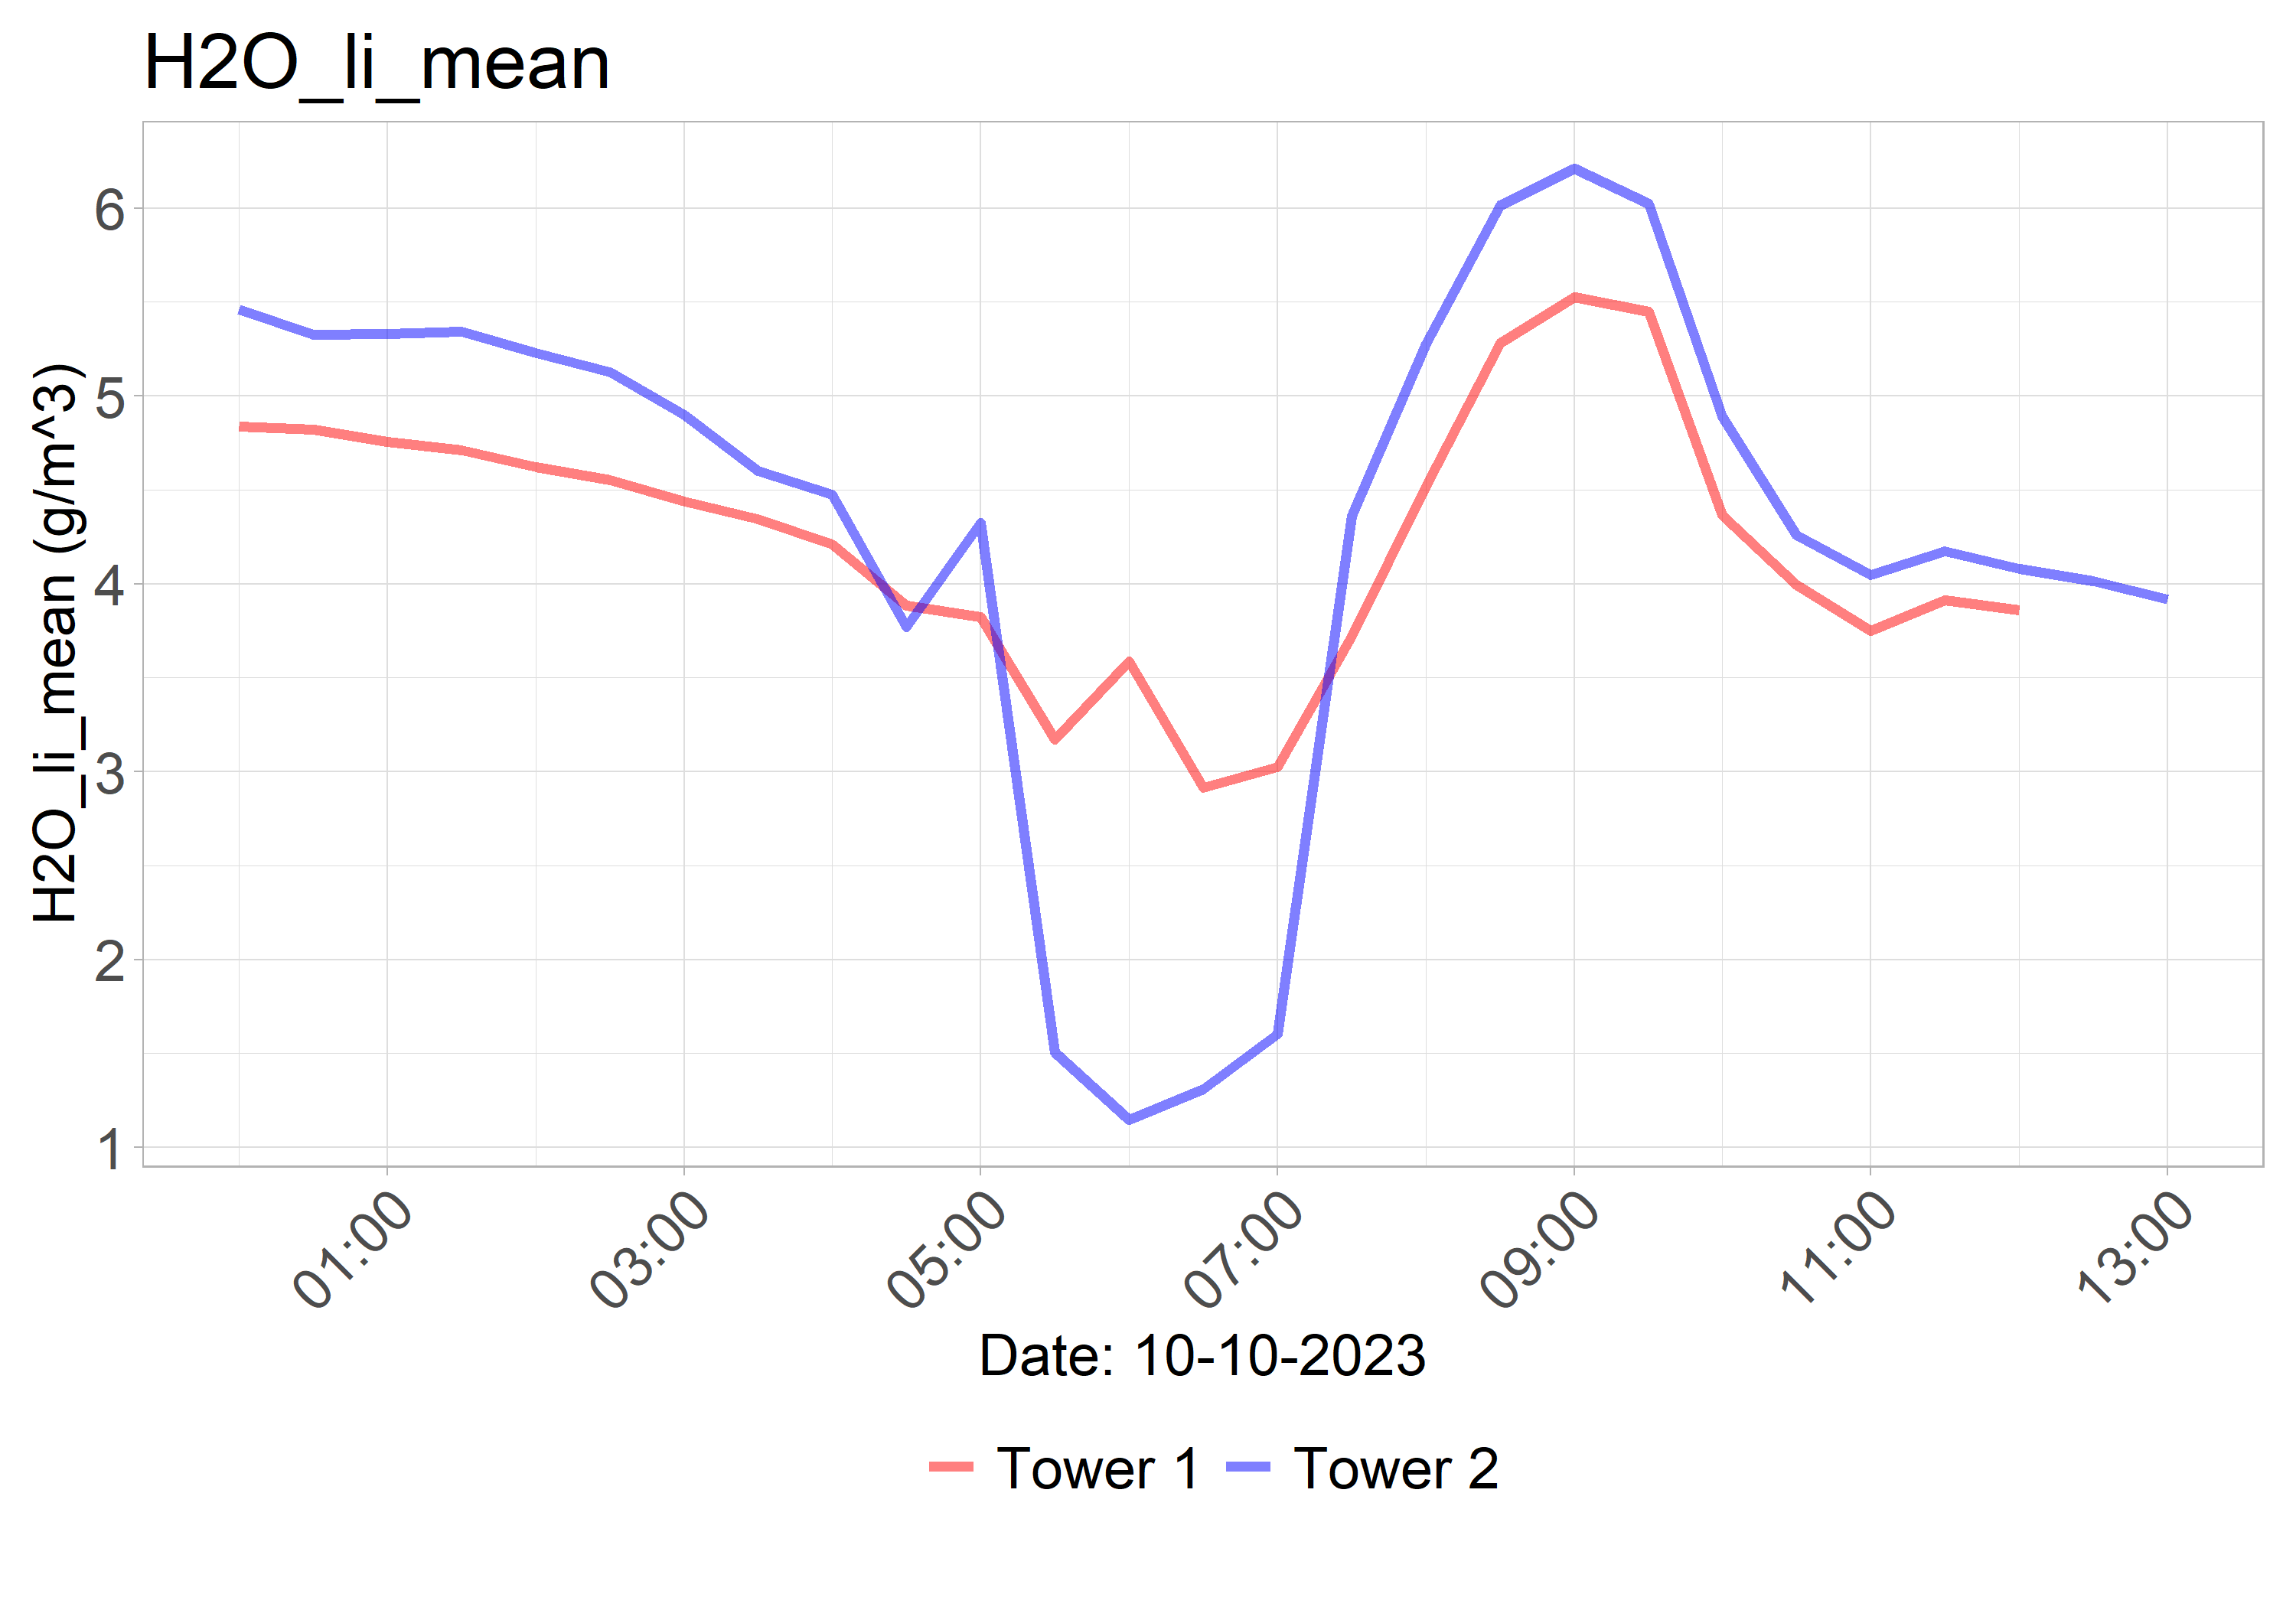 H2O_li_mean
H2O_li_mean (g/m^3)
6
5
4
3
2
1
01:00
03:00
05:00
07:00
09:00
11:00
13:00
Date: 10-10-2023
Tower 1
Tower 2